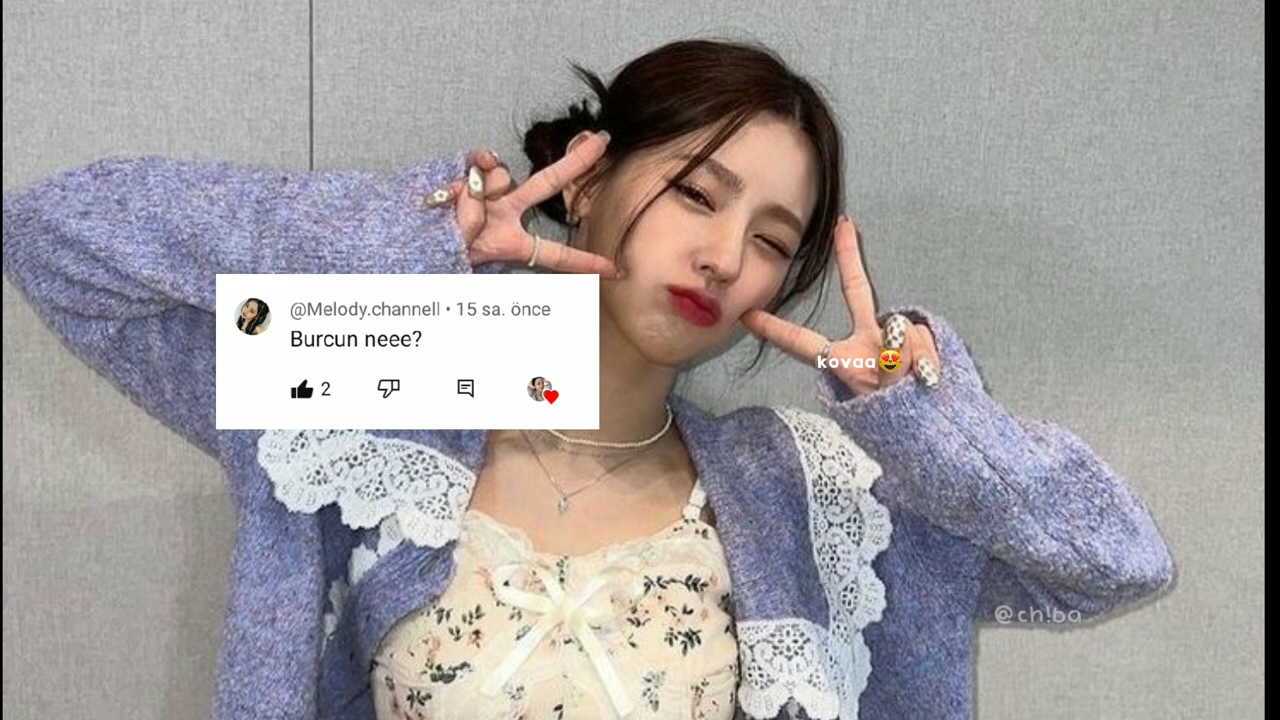 @Melody.channell • 15 sa. önce
Burcun neee?
2
kovaa😍
@ch!ba